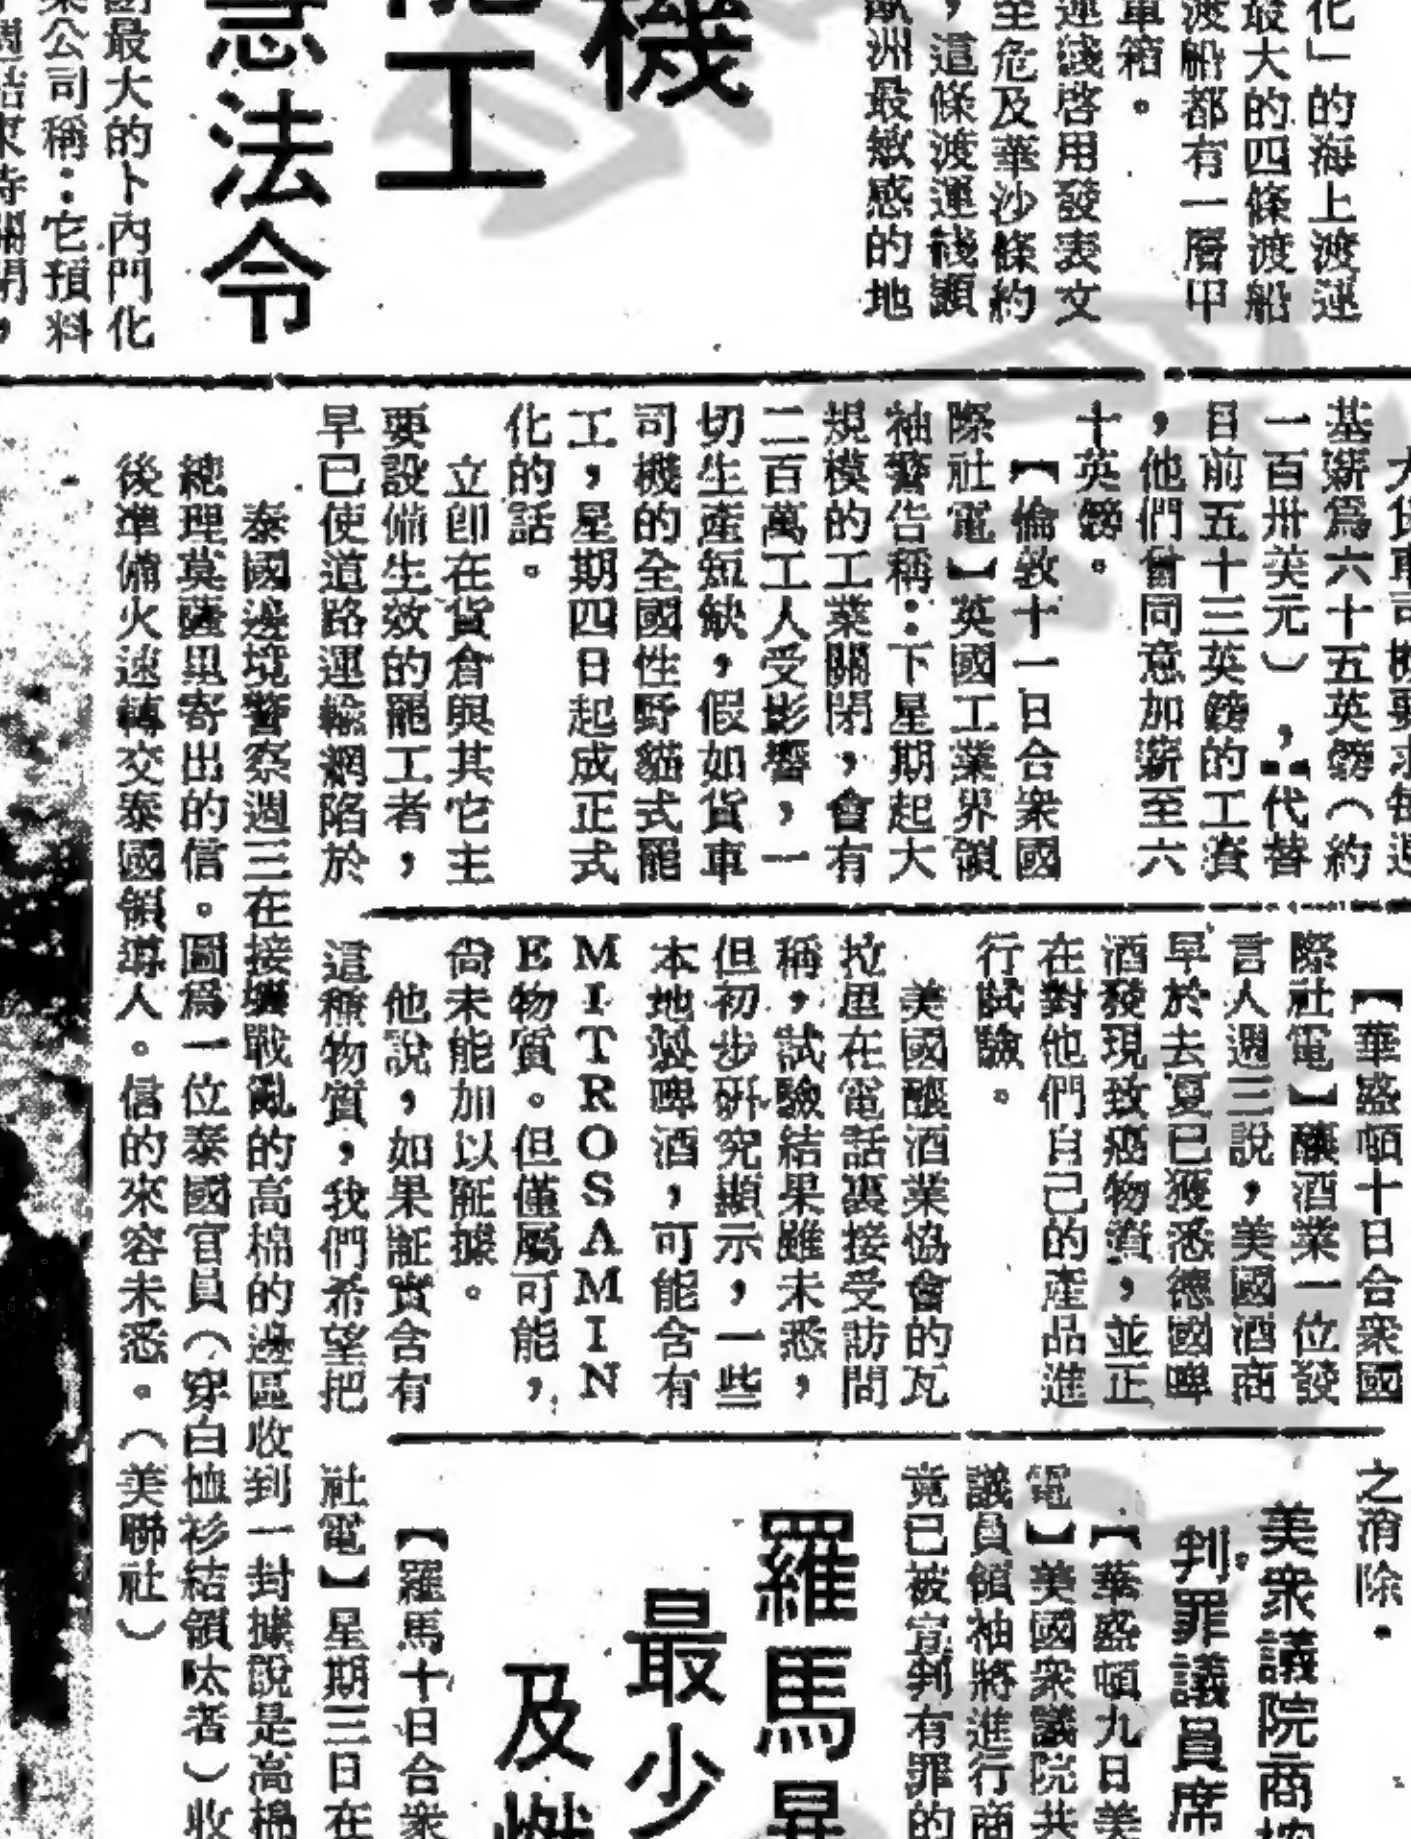 化」的海上渡運
最大的四條渡船
渡船都有一層甲
車箱。
運綫啓用發表文
至危及華沙條約
，這條渡運綫顯
歐洲最敏感的地
機
工
急法令
國最大的卜內門化
業公司稱：它預料
基薪爲六十五英鎊（約
一百卅美元），代替
目前五十三英鎊的工資
，他們曾同意加薪至六
十英鎊。
【倫敦十一日合衆國
際社電】英國工業界領
袖警告稱：下星期起大
規模的工業關閉，會有
二百萬工人受影響，一
切生產短缺，假如貨車
司機的全國性野貓式罷
工，星期四日起成正式
化的話。
立卽在貨倉與其它主
要設備生效的罷工者，
早已使道路運輸網陷於
【華盛頓十日合衆國
際社電】釀酒業一位發
言人週三說，美國酒商
早於去夏已獲悉德國啤
酒發現致癌物質，並正
在對他們自己的產品進
行試驗。
美國釀酒業協會的瓦
拉里在電話裏接受訪問
稱，試驗結果雖未悉，
但初步研究顯示，一些
本地製啤酒，可能含有
MITROSAMIN
E物質。但僅屬可能，
尙未能加以證據。
他說，如果証實含有
這種物質，我們希望把
之消除．
美衆議院商
判罪議員席
【華盛頓九日美
電】美國衆議院共
議員領袖將進行商
竟已被宣判有罪的
羅馬
最少
及
【羅馬十日合衆
社電】星期三日在
泰國邊境警察週三在接壤戰亂的高棉的邊區收到一封據說是高棉
總理莫薩里寄出的信。圖爲一位泰國官員（穿白恤衫結領呔者）收
後準備火速轉交泰國領導人。信的來容未悉。（美聯社）